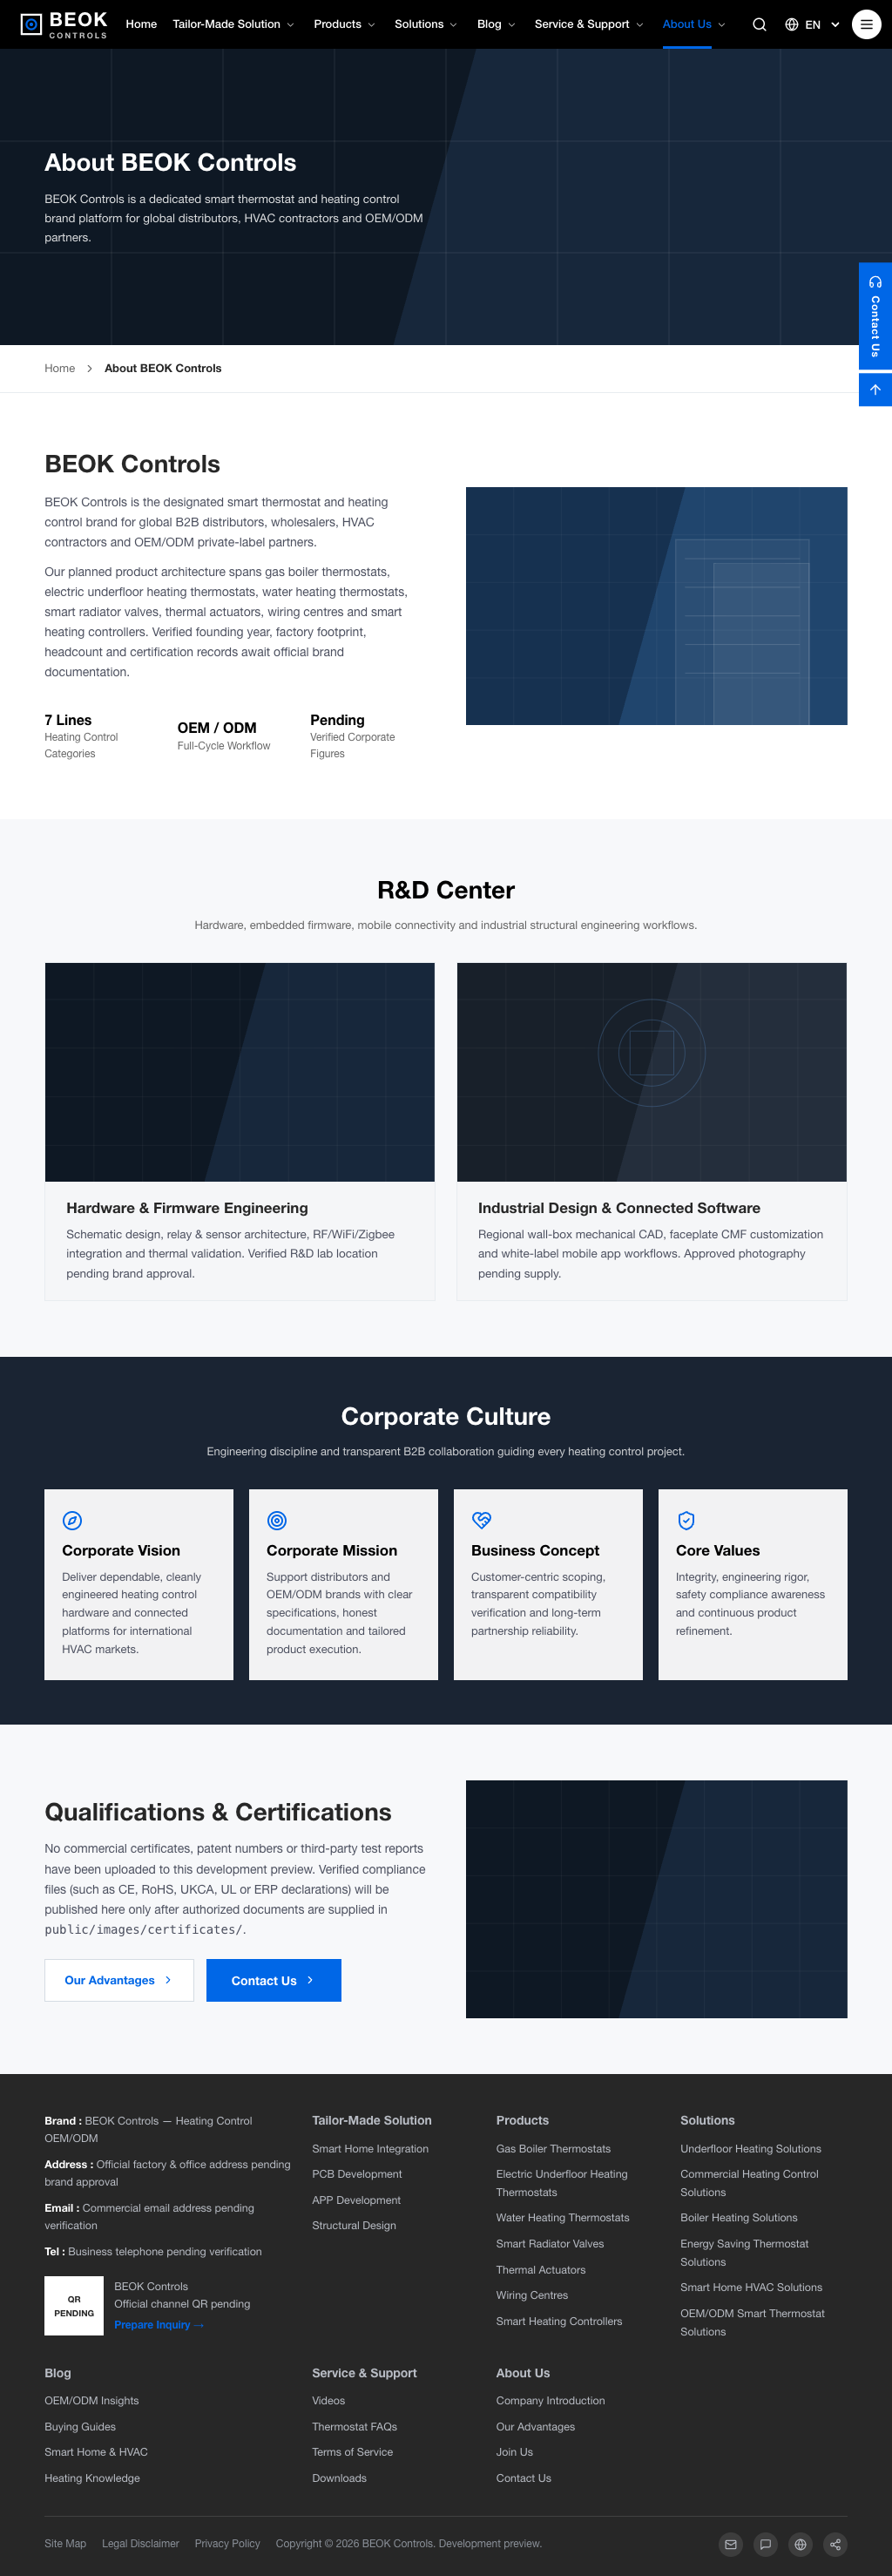 BEOK
CONTROLS
Home
Tailor-Made Solution
Products
Solutions
Blog
Service & Support
About Us
EN
About BEOK Controls
BEOK Controls is a dedicated smart thermostat and heating control
brand platform for global distributors, HVAC contractors and OEM/ODM
partners.
Contact Us
Home
About BEOK Controls
BEOK Controls
BEOK Controls is the designated smart thermostat and heating
control brand for global B2B distributors, wholesalers, HVAC
contractors and OEM/ODM private-label partners.
Our planned product architecture spans gas boiler thermostats,
electric underfloor heating thermostats, water heating thermostats,
smart radiator valves, thermal actuators, wiring centres and smart
heating controllers. Verified founding year, factory footprint,
headcount and certification records await official brand
documentation.
7 Lines
Heating Control
Categories
OEM / ODM
Full-Cycle Workflow
Pending
Verified Corporate
Figures
R&D Center
Hardware, embedded firmware, mobile connectivity and industrial structural engineering workflows.
Hardware & Firmware Engineering
Schematic design, relay & sensor architecture, RF/WiFi/Zigbee
integration and thermal validation. Verified R&D lab location
pending brand approval.
Industrial Design & Connected Software
Regional wall-box mechanical CAD, faceplate CMF customization
and white-label mobile app workflows. Approved photography
pending supply.
Corporate Culture
Engineering discipline and transparent B2B collaboration guiding every heating control project.
Corporate Vision
Deliver dependable, cleanly
engineered heating control
hardware and connected
platforms for international
HVAC markets.
Corporate Mission
Support distributors and
OEM/ODM brands with clear
specifications, honest
documentation and tailored
product execution.
Business Concept
Customer-centric scoping,
transparent compatibility
verification and long-term
partnership reliability.
Core Values
Integrity, engineering rigor,
safety compliance awareness
and continuous product
refinement.
Qualifications & Certifications
No commercial certificates, patent numbers or third-party test reports
have been uploaded to this development preview. Verified compliance
files (such as CE, RoHS, UKCA, UL or ERP declarations) will be
published here only after authorized documents are supplied in
public/images/certificates/.
Our Advantages
Contact Us
Brand : BEOK Controls — Heating Control
OEM/ODM
Address : Official factory & office address pending
brand approval
Email : Commercial email address pending
verification
Tel : Business telephone pending verification
QR
PENDING
BEOK Controls
Official channel QR pending
Prepare Inquiry →
Tailor-Made Solution
Smart Home Integration
PCB Development
APP Development
Structural Design
Products
Gas Boiler Thermostats
Electric Underfloor Heating
Thermostats
Water Heating Thermostats
Smart Radiator Valves
Thermal Actuators
Wiring Centres
Smart Heating Controllers
Solutions
Underfloor Heating Solutions
Commercial Heating Control
Solutions
Boiler Heating Solutions
Energy Saving Thermostat
Solutions
Smart Home HVAC Solutions
OEM/ODM Smart Thermostat
Solutions
Blog
OEM/ODM Insights
Buying Guides
Smart Home & HVAC
Heating Knowledge
Service & Support
Videos
Thermostat FAQs
Terms of Service
Downloads
About Us
Company Introduction
Our Advantages
Join Us
Contact Us
Site Map
Legal Disclaimer
Privacy Policy
Copyright © 2026 BEOK Controls. Development preview.